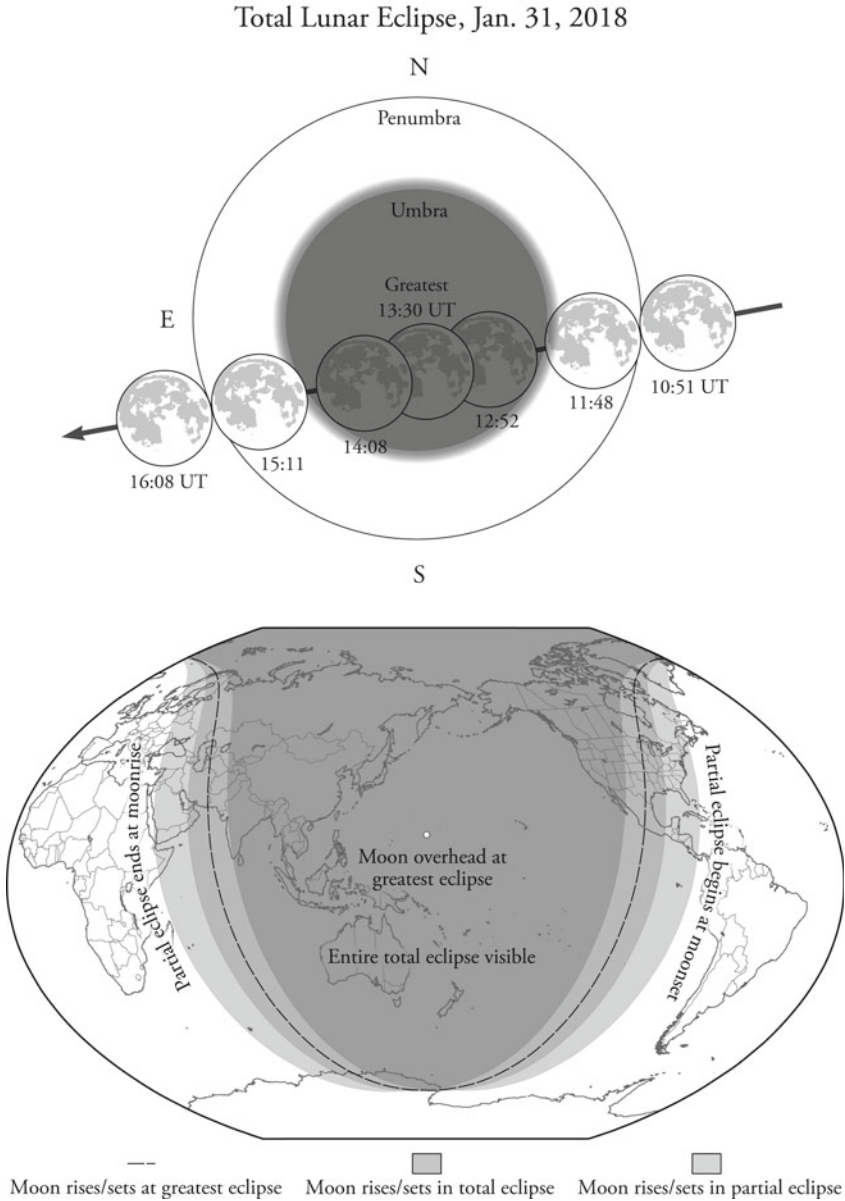 Total Lunar Eclipse, Jan. 31, 2018
N
Penumbra
Umbra
Greatest
13:30 UT
E
10:51 UT
11:48
12:52
14:08
15:11
16:08 UT
S
Partial eclipse ends at moonrise
Partial eclipse begins at moonset
Moon overhead at
greatest eclipse
Entire total eclipse visible
Moon rises/sets at greatest eclipse
Moon rises/sets in total eclipse
Moon rises/sets in partial eclipse